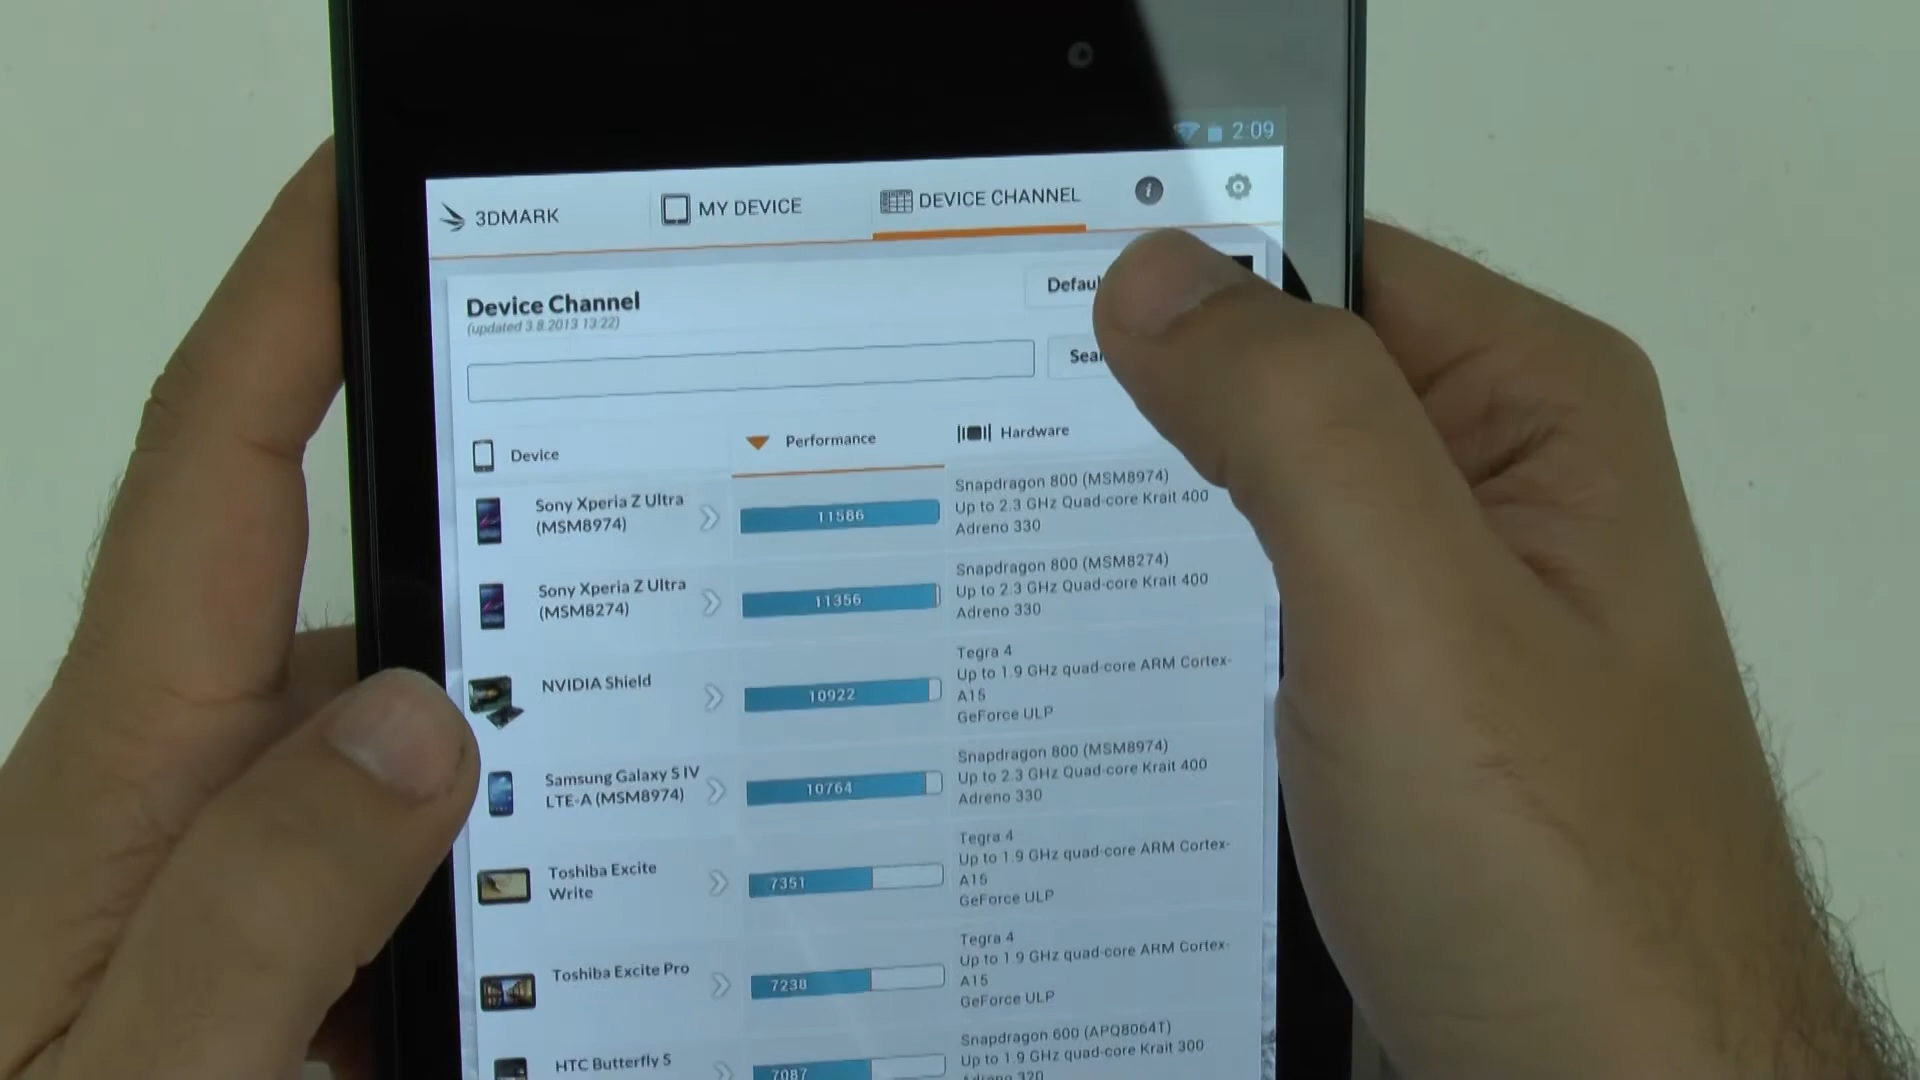 2:09
3DMARK
MY DEVICE
DEVICE CHANNEL
Device Channel
(updated 3.8.2013 13:22)
Device
Performance
Hardware
Sony Xperia Z Ultra
(MSM8974)
11586
Snapdragon 800 (MSM8974)
Up to 2.3 GHz Quad-core Krait 400
Adreno 330
Sony Xperia Z Ultra
(MSM8274)
11356
Snapdragon 800 (MSM8274)
Up to 2.3 GHz Quad-core Krait 400
Adreno 330
NVIDIA Shield
10922
Tegra 4
Up to 1.9 GHz quad-core ARM Cortex-
A15
GeForce ULP
Samsung Galaxy S IV
LTE-A (MSM8974)
10764
Snapdragon 800 (MSM8974)
Up to 2.3 GHz Quad-core Krait 400
Adreno 330
Toshiba Excite
Write
7351
Tegra 4
Up to 1.9 GHz quad-core ARM Cortex-
A15
GeForce ULP
Toshiba Excite Pro
7238
Tegra 4
Up to 1.9 GHz quad-core ARM Cortex-
A15
GeForce ULP
HTC Butterfly S
7087
Snapdragon 600 (APQ8064T)
Up to 1.9 GHz quad-core Krait 300
Adreno 320